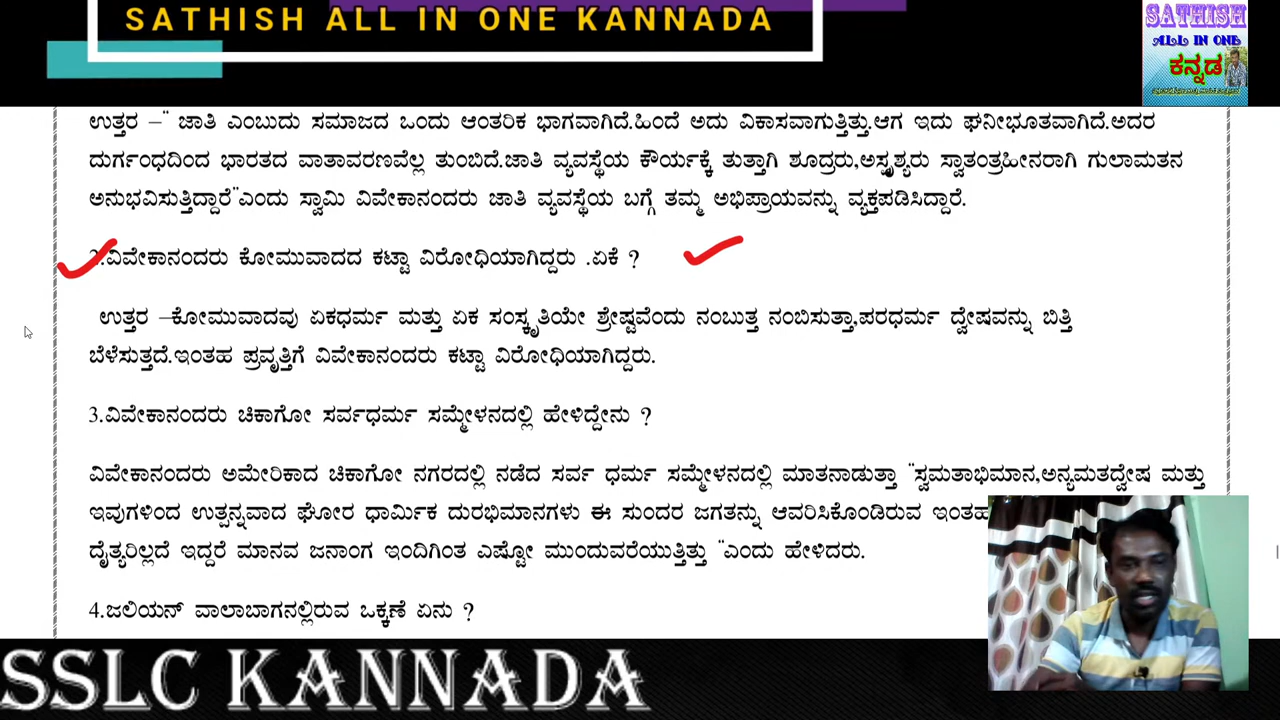 SATHISH ALL IN ONE KANNADA
SATHISH
ALL IN ONE
ಕನ್ನಡ
ಉತ್ತರ –¨ ಜಾತಿ ಎಂಬುದು ಸಮಾಜದ ಒಂದು ಆಂತರಿಕ ಭಾಗವಾಗಿದೆ.ಹಿಂದೆ ಅದು ವಿಕಾಸವಾಗುತ್ತಿತ್ತು.ಆಗ ಇದು ಘನೀಭೂತವಾಗಿದೆ.ಅದರ
ದುರ್ಗಂಧದಿಂದ ಭಾರತದ ವಾತಾವರಣವೆಲ್ಲ ತುಂಬಿದೆ.ಜಾತಿ ವ್ಯವಸ್ಥೆಯ ಕೌರ್ಯಕ್ಕೆ ತುತ್ತಾಗಿ ಶೂದ್ರರು,ಅಸ್ಪೃಶ್ಯರು ಸ್ವಾತಂತ್ರಹೀನರಾಗಿ ಗುಲಾಮತನ
ಅನುಭವಿಸುತ್ತಿದ್ದಾರೆ¨ಎಂದು ಸ್ವಾಮಿ ವಿವೇಕಾನಂದರು ಜಾತಿ ವ್ಯವಸ್ಥೆಯ ಬಗ್ಗೆ ತಮ್ಮ ಅಭಿಪ್ರಾಯವನ್ನು ವ್ಯಕ್ತಪಡಿಸಿದ್ದಾರೆ.
2.ವಿವೇಕಾನಂದರು ಕೋಮುವಾದದ ಕಟ್ಟಾ ವಿರೋಧಿಯಾಗಿದ್ದರು .ಏಕೆ ?
ಉತ್ತರ –ಕೋಮುವಾದವು ಏಕಧರ್ಮ ಮತ್ತು ಏಕ ಸಂಸ್ಕೃತಿಯೇ ಶ್ರೇಷ್ಟವೆಂದು ನಂಬುತ್ತ ನಂಬಿಸುತ್ತಾ,ಪರಧರ್ಮ ದ್ವೇಷವನ್ನು ಬಿತ್ತಿ
ಬೆಳೆಸುತ್ತದೆ.ಇಂತಹ ಪ್ರವೃತ್ತಿಗೆ ವಿವೇಕಾನಂದರು ಕಟ್ಟಾ ವಿರೋಧಿಯಾಗಿದ್ದರು.
3.ವಿವೇಕಾನಂದರು ಚಿಕಾಗೋ ಸರ್ವಧರ್ಮ ಸಮ್ಮೇಳನದಲ್ಲಿ ಹೇಳಿದ್ದೇನು ?
ವಿವೇಕಾನಂದರು ಅಮೇರಿಕಾದ ಚಿಕಾಗೋ ನಗರದಲ್ಲಿ ನಡೆದ ಸರ್ವ ಧರ್ಮ ಸಮ್ಮೇಳನದಲ್ಲಿ ಮಾತನಾಡುತ್ತಾ ¨ಸ್ವಮತಾಭಿಮಾನ,ಅನ್ಯಮತದ್ವೇಷ ಮತ್ತು
ಇವುಗಳಿಂದ ಉತ್ಪನ್ನವಾದ ಘೋರ ಧಾರ್ಮಿಕ ದುರಭಿಮಾನಗಳು ಈ ಸುಂದರ ಜಗತನ್ನು ಆವರಿಸಿಕೊಂಡಿರುವ ಇಂತಹ
ದೈತ್ಯರಿಲ್ಲದೆ ಇದ್ದರೆ ಮಾನವ ಜನಾಂಗ ಇಂದಿಗಿಂತ ಎಷ್ಟೋ ಮುಂದುವರೆಯುತ್ತಿತ್ತು ¨ಎಂದು ಹೇಳಿದರು.
4.ಜಲಿಯನ್ ವಾಲಾಬಾಗನಲ್ಲಿರುವ ಒಕ್ಕಣೆ ಏನು ?
SSLC KANNADA